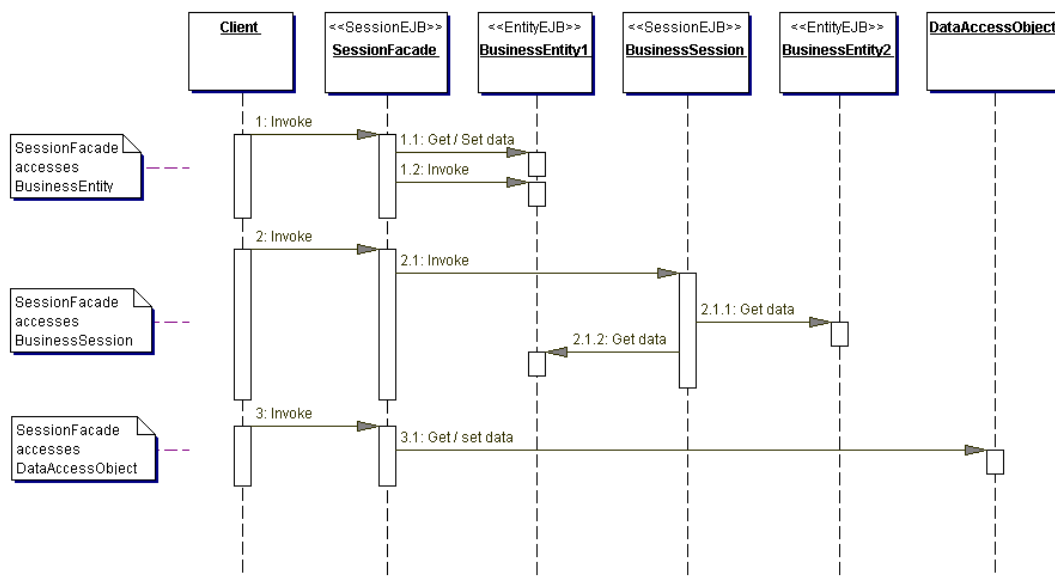 Client
<<SessionEJB>>
SessionFacade
<<EntityEJB>>
BusinessEntity1
<<SessionEJB>>
BusinessSession
<<EntityEJB>>
BusinessEntity2
DataAccessObject
1: Invoke
1.1: Get / Set data
1.2: Invoke
SessionFacade
accesses
BusinessEntity
2: Invoke
2.1: Invoke
2.1.1: Get data
2.1.2: Get data
SessionFacade
accesses
BusinessSession
3: Invoke
3.1: Get / set data
SessionFacade
accesses
DataAccessObject